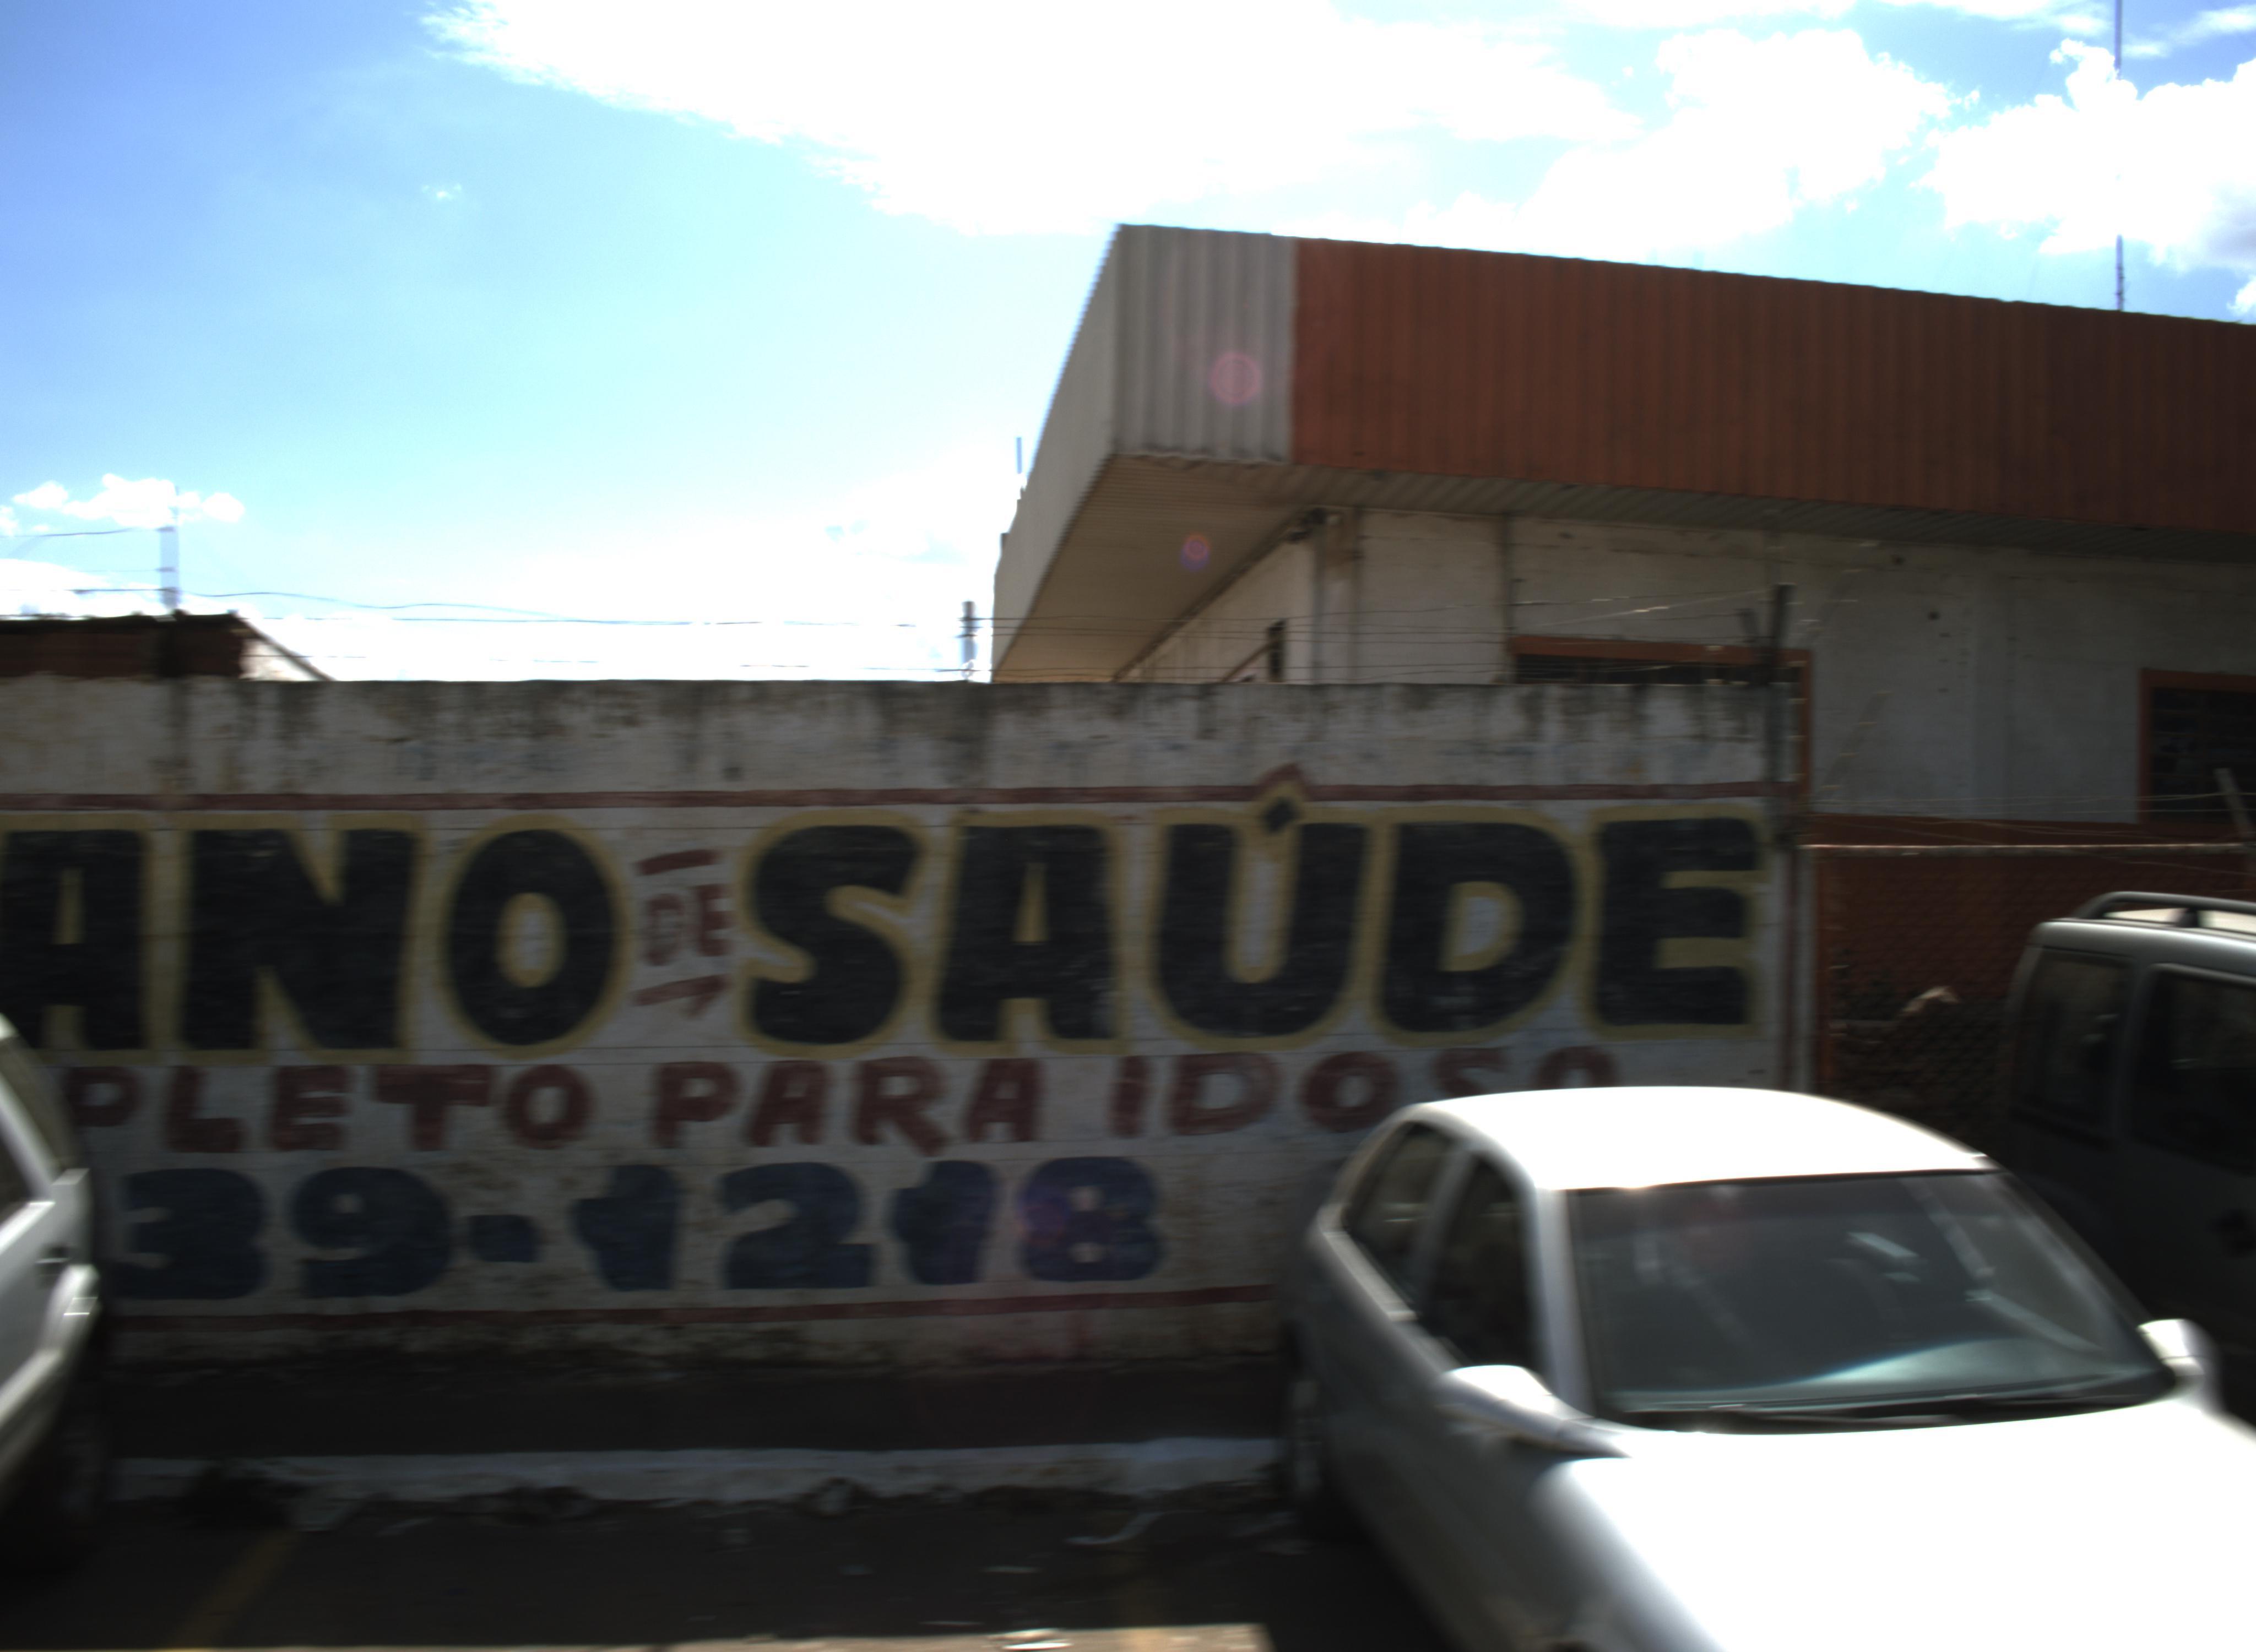 ANO DE SAÚDE
PLETO PARA IDOSO
39-1218